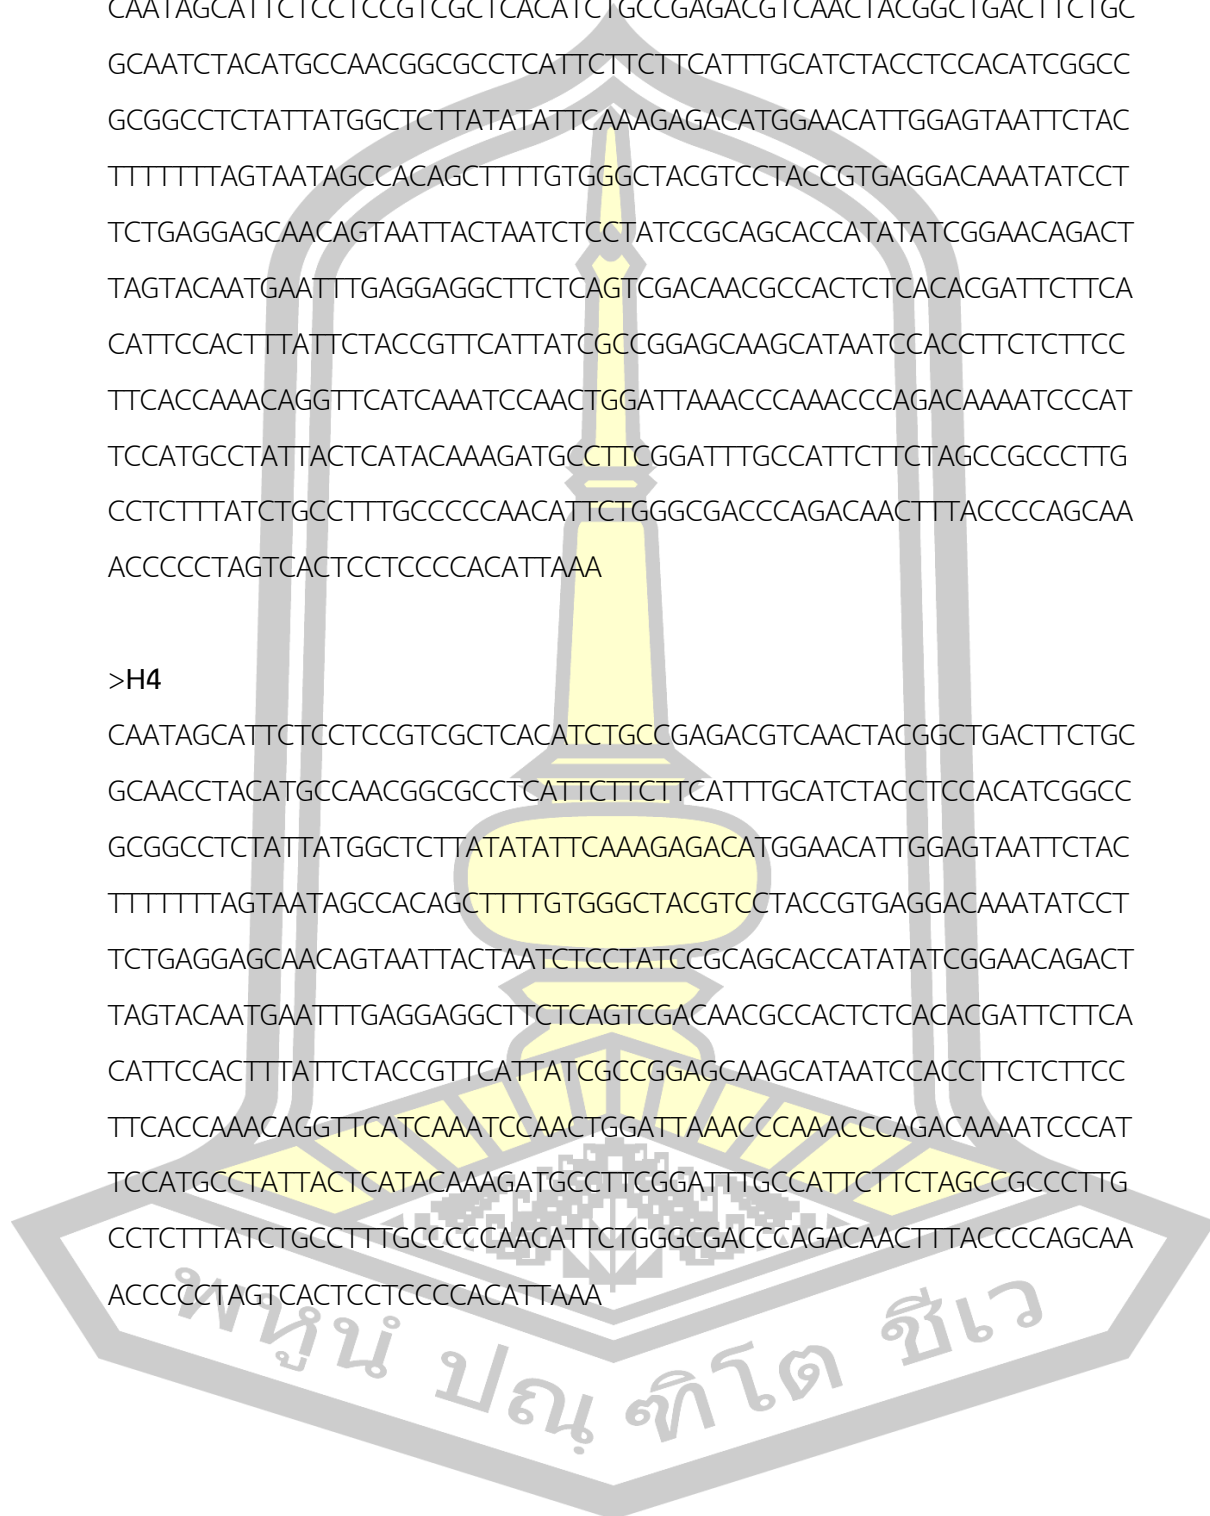 CAATAGCATTCTCCTCCGTCGCTCACATCTGCCGAGACGTCAACTACGGCTGACTTCTGC
GCAATCTACATGCCAACGGCGCCTCATTCTTCTTCATTTGCATCTACCTCCACATCGGCC
GCGGCCTCTATTATGGCTCTTATATATTCAAAGAGACATGGAACATTGGAGTAATTCTAC
TTTTTTTAGTAATAGCCACAGCTTTTGTGGGCTACGTCCTACCGTGAGGACAAATATCCT
TCTGAGGAGCAACAGTAATTACTAATCTCCTATCCGCAGCACCATATATCGGAACAGACT
TAGTACAATGAATTTGAGGAGGCTTCTCAGTCGACAACGCCACTCTCACACGATTCTTCA
CATTCCACTTTATTCTACCGTTCATTATCGCCGGAGCAAGCATAATCCACCTTCTCTTCC
TTCACCAAACAGGTTCATCAAATCCAACTGGATTAAACCCAAACCCAGACAAAATCCCAT
TCCATGCCTATTACTCATACAAAGATGCCTTCGGATTTGCCATTCTTCTAGCCGCCCTTG
CCTCTTTATCTGCCTTTGCCCCCAACATTCTGGGCGACCCAGACAACTTTACCCCAGCAA
ACCCCCTAGTCACTCCTCCCCACATTAAA
>H4
CAATAGCATTCTCCTCCGTCGCTCACATCTGCCGAGACGTCAACTACGGCTGACTTCTGC
GCAACCTACATGCCAACGGCGCCTCATTCTTCTTCATTTGCATCTACCTCCACATCGGCC
GCGGCCTCTATTATGGCTCTTATATATTCAAAGAGACATGGAACATTGGAGTAATTCTAC
TTTTTTTAGTAATAGCCACAGCTTTTGTGGGCTACGTCCTACCGTGAGGACAAATATCCT
TCTGAGGAGCAACAGTAATTACTAATCTCCTATCCGCAGCACCATATATCGGAACAGACT
TAGTACAATGAATTTGAGGAGGCTTCTCAGTCGACAACGCCACTCTCACACGATTCTTCA
CATTCCACTTTATTCTACCGTTCATTATCGCCGGAGCAAGCATAATCCACCTTCTCTTCC
TTCACCAAACAGGTTCATCAAATCCAACTGGATTAAACCCAAACCCAGACAAAATCCCAT
TCCATGCCTATTACTCATACAAAGATGCCTTCGGATTTGCCATTCTTCTAGCCGCCCTTG
CCTCTTTATCTGCCTTTGCCCCCAACATTCTGGGCGACCCAGACAACTTTACCCCAGCAA
ACCCCCTAGTCACTCCTCCCCACATTAAA
พหูนํ ปณฺฑิโต ชีเว